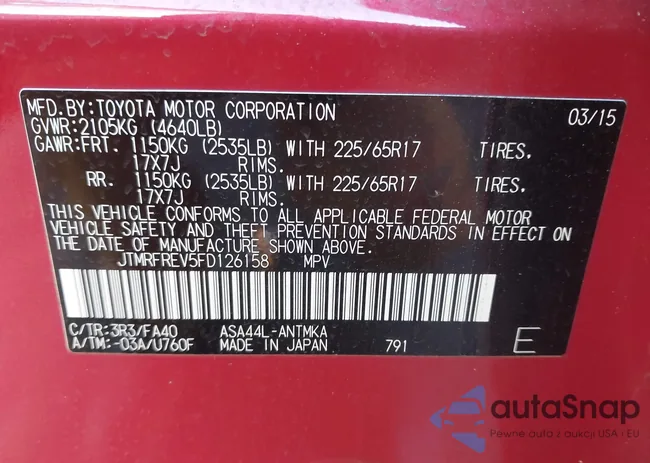 MFD.BY:TOYOTA MOTOR CORPORATION 03/15
GVWR:2105KG (4640LB)
GAWR:FRT. 1150KG (2535LB) WITH 225/65R17 TIRES.
17X7J RIMS.
RR. 1150KG (2535LB) WITH 225/65R17 TIRES.
17X7J RIMS.
THIS VEHICLE CONFORMS TO ALL APPLICABLE FEDERAL MOTOR
VEHICLE SAFETY AND THEFT PREVENTION STANDARDS IN EFFECT ON
THE DATE OF MANUFACTURE SHOWN ABOVE.
JTMRFREV5FD126158 MPV
C/TR:3R3/FA40 ASA44L-ANTMKA
A/TM:-03A/U760F MADE IN JAPAN 791 E
autaSnap
Pewne auta z aukcji USA i EU